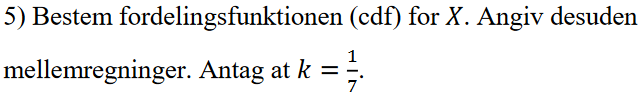 5) Bestem fordelingsfunktionen (cdf) for X. Angiv desuden
mellemregninger. Antag at k = 1/7.